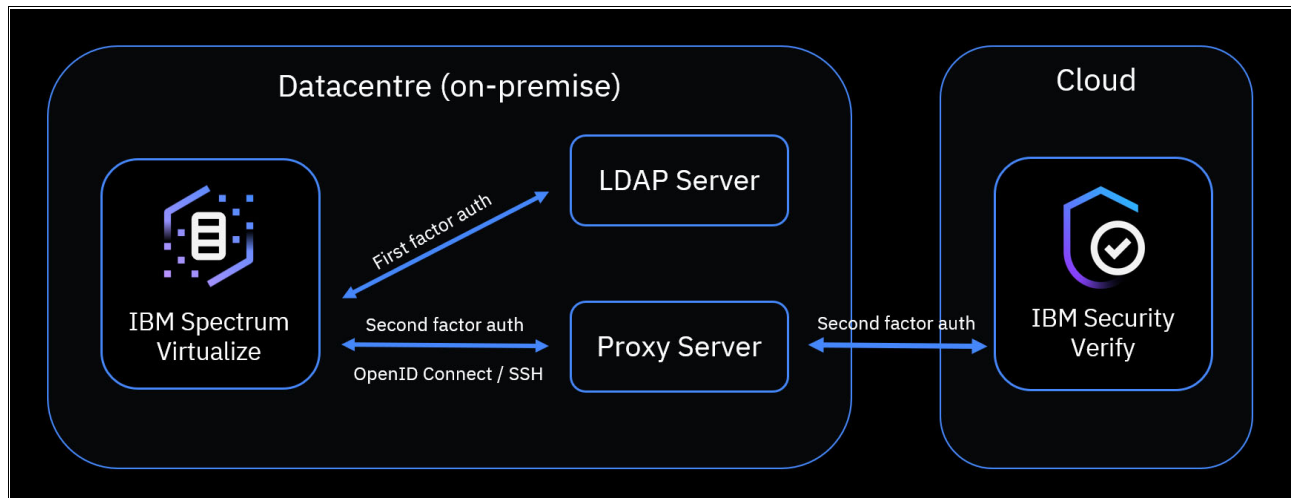 Datacentre (on-premise)
Cloud
LDAP Server
First factor auth
IBM Spectrum
Virtualize
Second factor auth
OpenID Connect / SSH
Proxy Server
Second factor auth
IBM Security
Verify